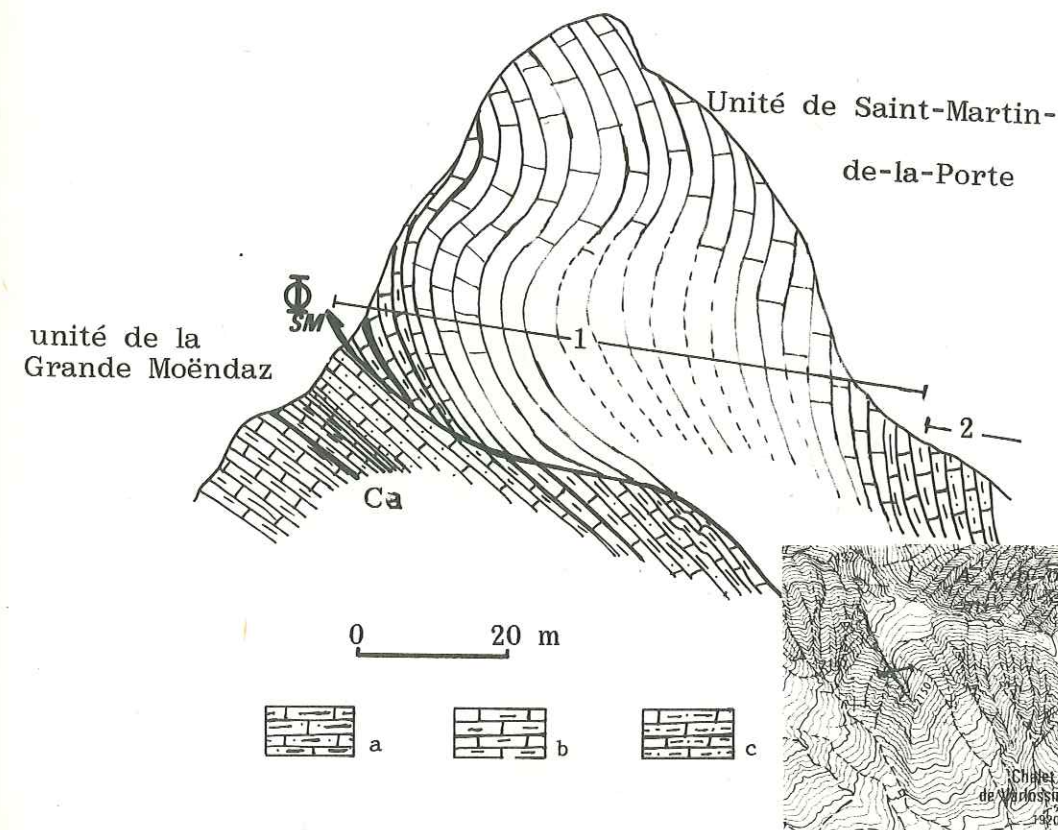 Unité de Saint-Martin-
de-la-Porte
Φ
SM
unité de la
Grande Moëndaz
1
2
Ca
0 20 m
a b c
Chalet